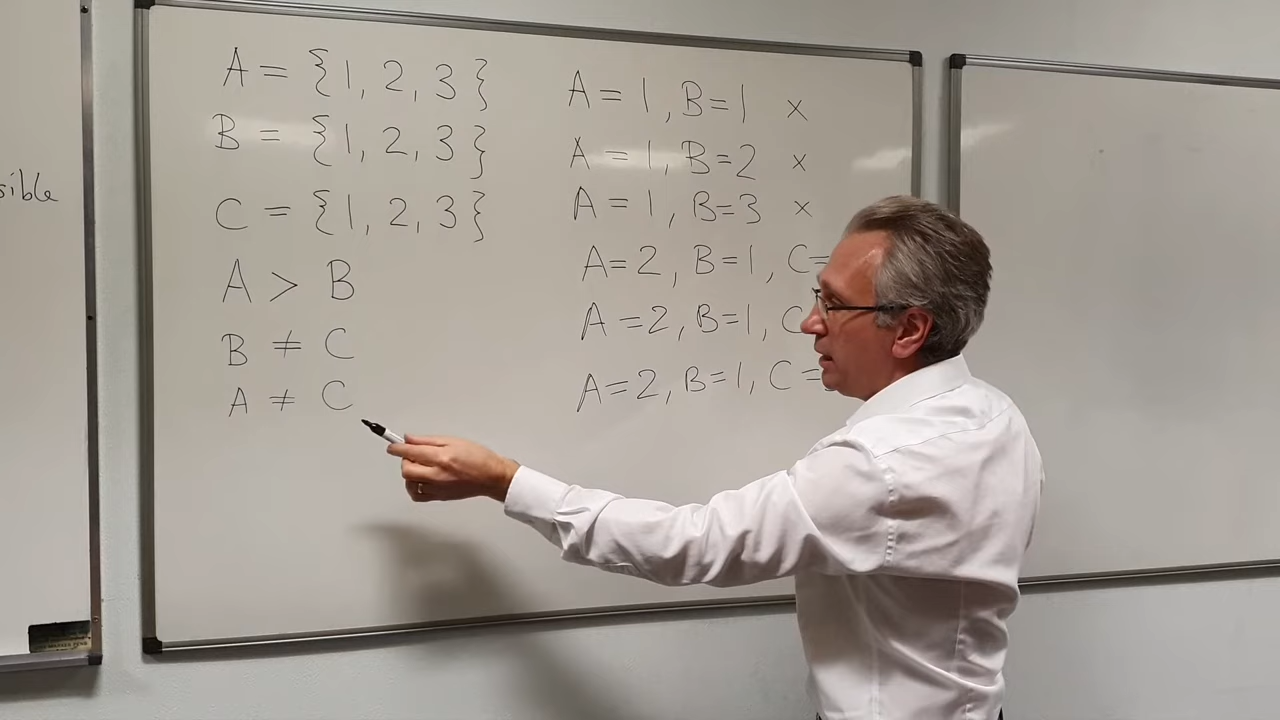 sible
A = {1, 2, 3}
B = {1, 2, 3}
C = {1, 2, 3}
A > B
B ≠ C
A ≠ C
A = 1, B = 1 ×
A = 1, B = 2 ×
A = 1, B = 3 ×
A = 2, B = 1, C =
A = 2, B = 1, C
A = 2, B = 1, C =